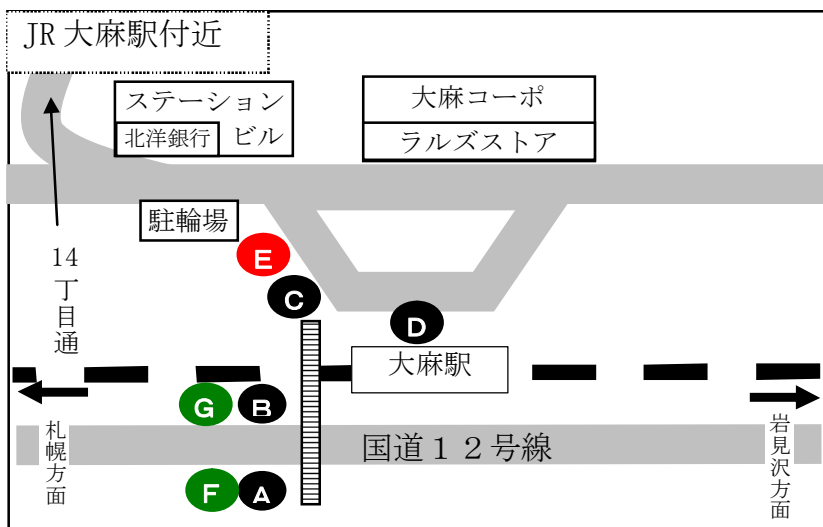 JR 大麻駅付近
ステーション
北洋銀行 ビル
大麻コーポ
ラルズストア
駐輪場
E
C
D
14丁目通
大麻駅
G
B
札幌方面
国道１２号線
岩見沢方面
F
A